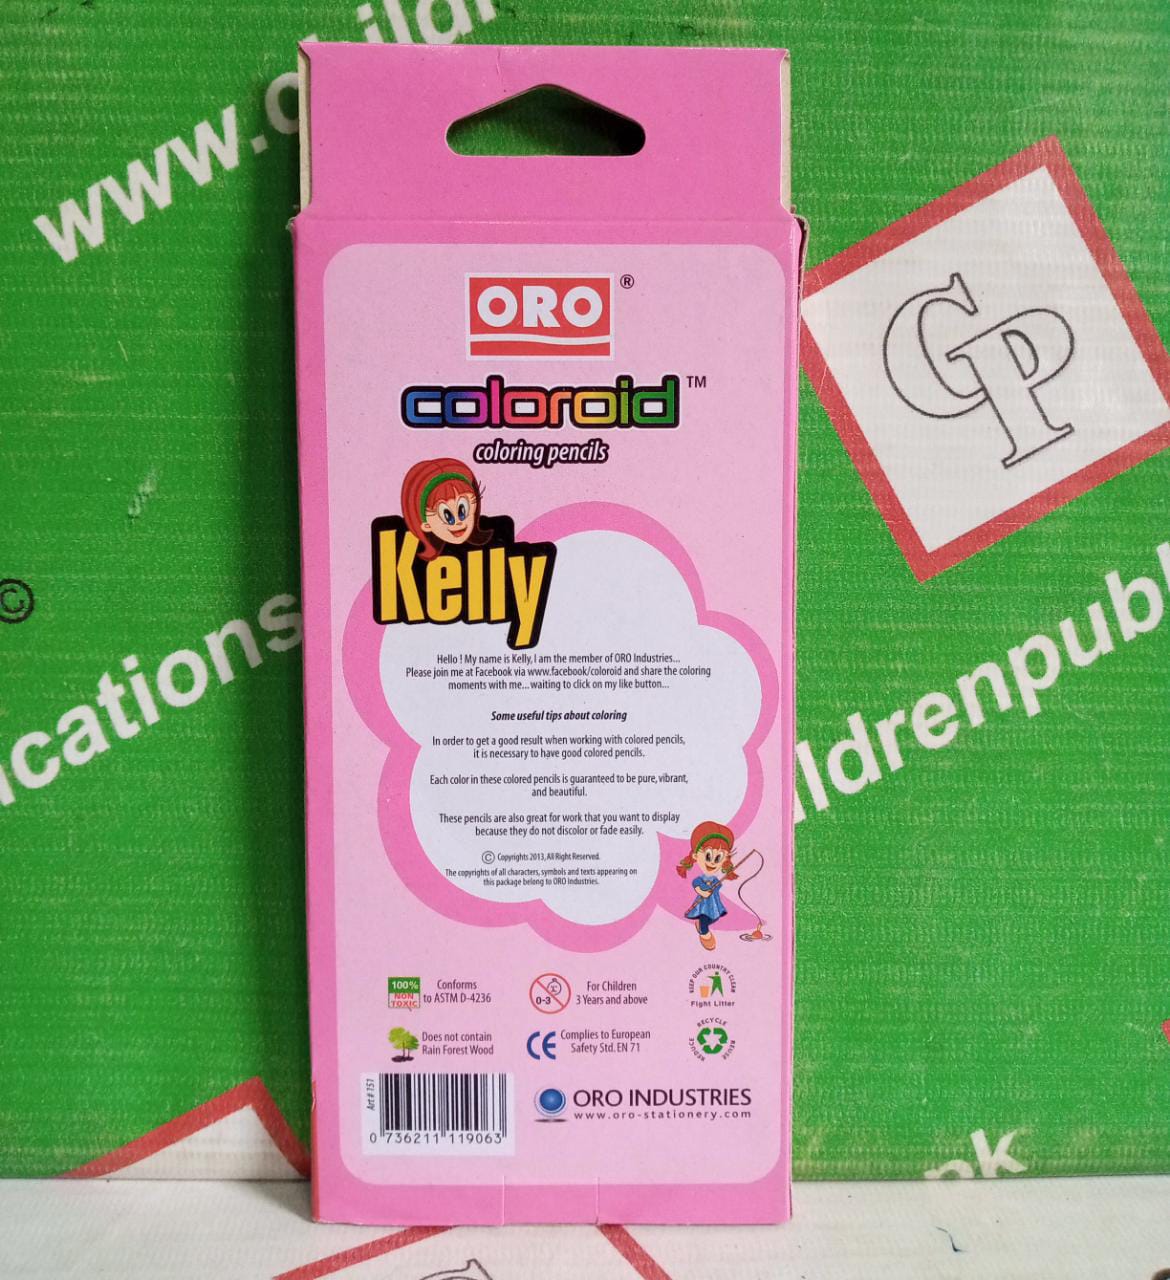 www.childr
ORO ®
coloroid ™
coloring pencils
Kelly
Hello ! My name is Kelly, I am the member of ORO Industries...
Please join me at Facebook via www.facebook/coloroid and share the coloring
moments with me... waiting to click on my like button...
Some useful tips about coloring
In order to get a good result when working with colored pencils,
it is necessary to have good colored pencils.
Each color in these colored pencils is guaranteed to be pure, vibrant,
and beautiful.
These pencils are also great for work that you want to display
because they do not discolor or fade easily.
© Copyrights 2013, All Right Reserved.
The copyrights of all characters, symbols and texts appearing on
this package belong to ORO Industries.
100%
NON
TOXIC
Conforms
to ASTM D-4236
0-3
For Children
3 Years and above
KEEP OUR COUNTRY CLEAN
Fight Litter
Does not contain
Rain Forest Wood
CE
Complies to European
Safety Std. EN 71
RECYCLE
REDUCE
REUSE
Art # 151
0 736211 119063
ORO INDUSTRIES
www.oro-stationery.com
GP
©
ications
ildrenpubl
pk